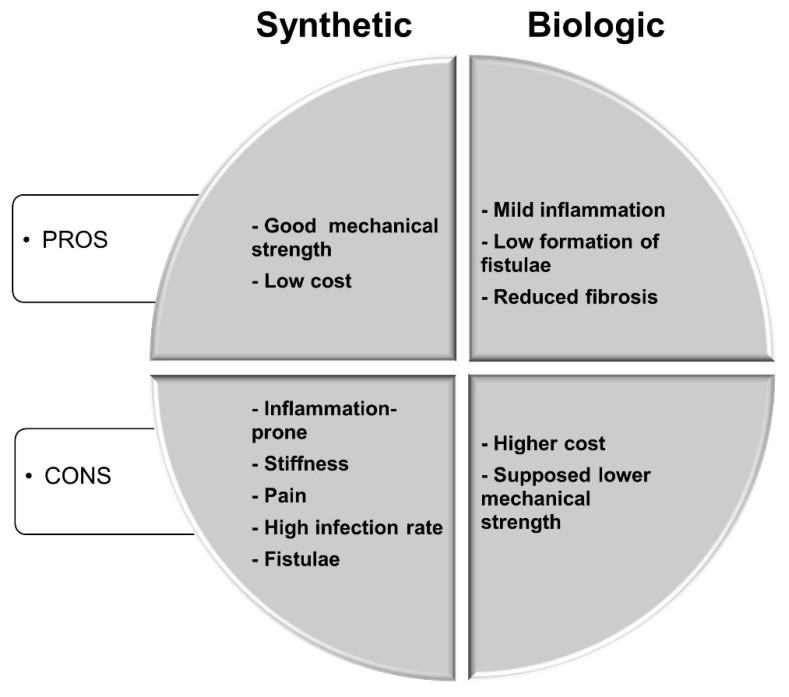 Synthetic
Biologic
• PROS
- Good mechanical
strength
- Low cost
- Mild inflammation
- Low formation of
fistulae
- Reduced fibrosis
• CONS
- Inflammation-
prone
- Stiffness
- Pain
- High infection rate
- Fistulae
- Higher cost
- Supposed lower
mechanical
strength